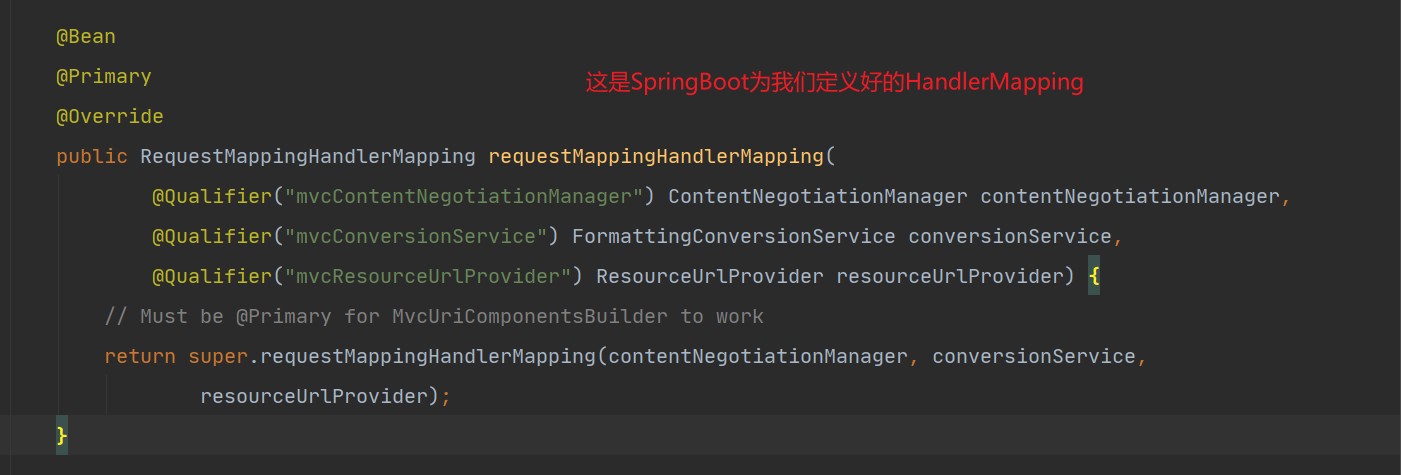 @Bean
@Primary
这是SpringBoot为我们定义好的HandlerMapping
@Override
public RequestMappingHandlerMapping requestMappingHandlerMapping(
@Qualifier("mvcContentNegotiationManager") ContentNegotiationManager contentNegotiationManager,
@Qualifier("mvcConversionService") FormattingConversionService conversionService,
@Qualifier("mvcResourceUrlProvider") ResourceUrlProvider resourceUrlProvider) {
// Must be @Primary for MvcUriComponentsBuilder to work
return super.requestMappingHandlerMapping(contentNegotiationManager, conversionService,
resourceUrlProvider);
}